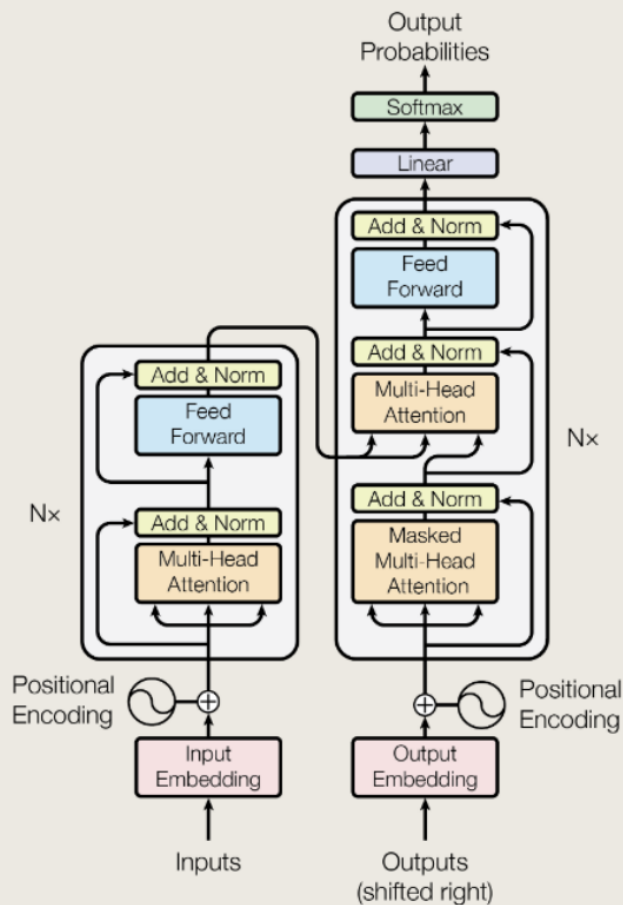 Output
Probabilities
Softmax
Linear
Add & Norm
Feed
Forward
Add & Norm
Multi-Head
Attention
Add & Norm
Masked
Multi-Head
Attention
N×
Add & Norm
Feed
Forward
N×
Add & Norm
Multi-Head
Attention
Positional
Encoding
Positional
Encoding
Input
Embedding
Output
Embedding
Inputs
Outputs
(shifted right)